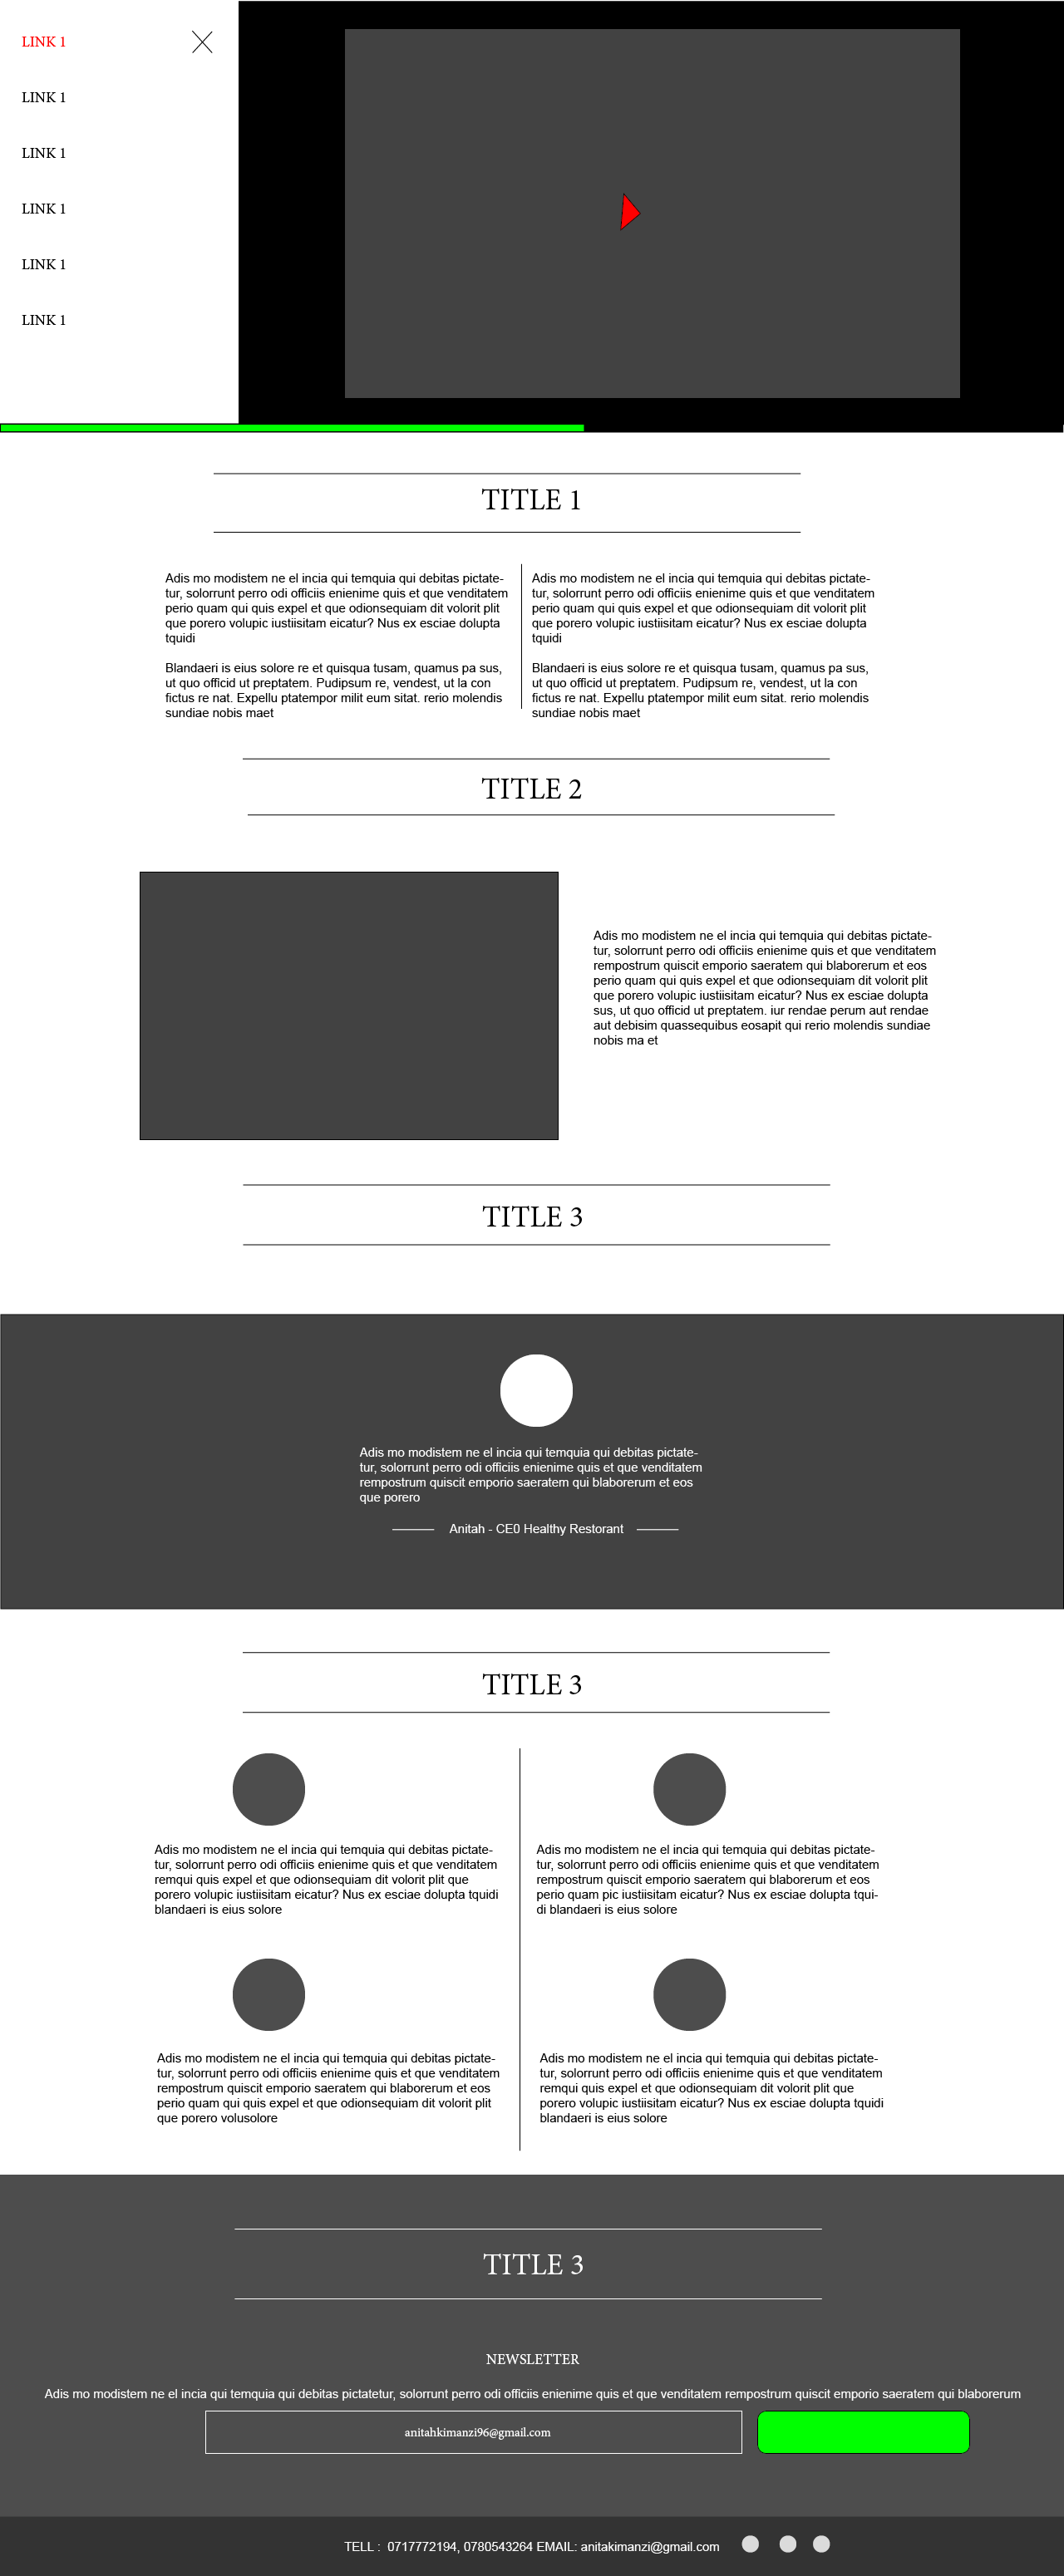 LINK 1
LINK 1
LINK 1
LINK 1
LINK 1
LINK 1
TITLE 1
Adis mo modistem ne el incia qui temquia qui debitas pictate-
tur, solorrunt perro odi officiis enienime quis et que venditatem
perio quam qui quis expel et que odionsequiam dit volorit plit
que porero volupic iustiisitam eicatur? Nus ex esciae dolupta
tquidi
Blandaeri is eius solore re et quisqua tusam, quamus pa sus,
ut quo officid ut preptatem. Pudipsum re, vendest, ut la con
fictus re nat. Expellu ptatempor milit eum sitat. rerio molendis
sundiae nobis maet
Adis mo modistem ne el incia qui temquia qui debitas pictate-
tur, solorrunt perro odi officiis enienime quis et que venditatem
perio quam qui quis expel et que odionsequiam dit volorit plit
que porero volupic iustiisitam eicatur? Nus ex esciae dolupta
tquidi
Blandaeri is eius solore re et quisqua tusam, quamus pa sus,
ut quo officid ut preptatem. Pudipsum re, vendest, ut la con
fictus re nat. Expellu ptatempor milit eum sitat. rerio molendis
sundiae nobis maet
TITLE 2
Adis mo modistem ne el incia qui temquia qui debitas pictate-
tur, solorrunt perro odi officiis enienime quis et que venditatem
rempostrum quiscit emporio saeratem qui blaborerum et eos
perio quam qui quis expel et que odionsequiam dit volorit plit
que porero volupic iustiisitam eicatur? Nus ex esciae dolupta
sus, ut quo officid ut preptatem. iur rendae perum aut rendae
aut debisim quassequibus eosapit qui rerio molendis sundiae
nobis ma et
TITLE 3
Adis mo modistem ne el incia qui temquia qui debitas pictate-
tur, solorrunt perro odi officiis enienime quis et que venditatem
rempostrum quiscit emporio saeratem qui blaborerum et eos
que porero
Anitah - CE0 Healthy Restorant
TITLE 3
Adis mo modistem ne el incia qui temquia qui debitas pictate-
tur, solorrunt perro odi officiis enienime quis et que venditatem
remqui quis expel et que odionsequiam dit volorit plit que
porero volupic iustiisitam eicatur? Nus ex esciae dolupta tquidi
blandaeri is eius solore
Adis mo modistem ne el incia qui temquia qui debitas pictate-
tur, solorrunt perro odi officiis enienime quis et que venditatem
rempostrum quiscit emporio saeratem qui blaborerum et eos
perio quam pic iustiisitam eicatur? Nus ex esciae dolupta tqui-
di blandaeri is eius solore
Adis mo modistem ne el incia qui temquia qui debitas pictate-
tur, solorrunt perro odi officiis enienime quis et que venditatem
rempostrum quiscit emporio saeratem qui blaborerum et eos
perio quam qui quis expel et que odionsequiam dit volorit plit
que porero volusolore
Adis mo modistem ne el incia qui temquia qui debitas pictate-
tur, solorrunt perro odi officiis enienime quis et que venditatem
remqui quis expel et que odionsequiam dit volorit plit que
porero volupic iustiisitam eicatur? Nus ex esciae dolupta tquidi
blandaeri is eius solore
TITLE 3
NEWSLETTER
Adis mo modistem ne el incia qui temquia qui debitas pictatetur, solorrunt perro odi officiis enienime quis et que venditatem rempostrum quiscit emporio saeratem qui blaborerum
anitahkimanzi96@gmail.com
TELL : 0717772194, 0780543264 EMAIL: anitakimanzi@gmail.com